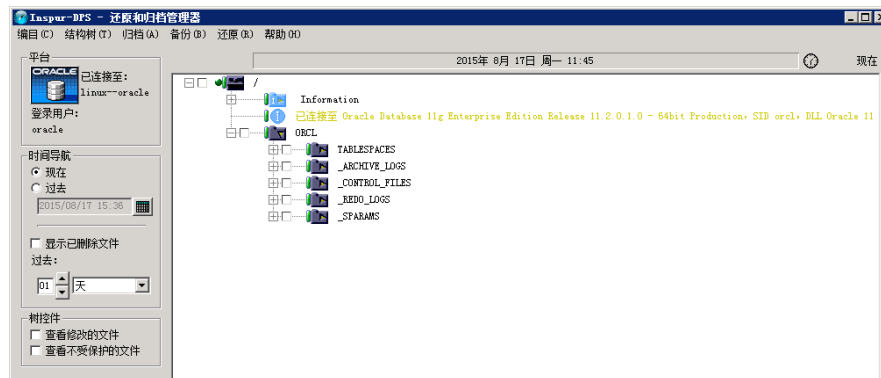 Inspur-DPS - 还原和归档管理器
编目(C) 结构树(T) 归档(A) 备份(B) 还原(R) 帮助(H)
平台
ORACLE
已连接至:
linux--oracle
登录用户:
oracle
时间导航
现在
过去
2015/08/17 15:36
显示已删除文件
过去:
01 天
树控件
查看修改的文件
查看不受保护的文件
2015年 8月 17日 周一 11:45
现在
/
Information
已连接至 Oracle Database 11g Enterprise Edition Release 11.2.0.1.0 - 64bit Production, SID orcl, DLL Oracle 11
ORCL
TABLESPACES
_ARCHIVE_LOGS
_CONTROL_FILES
_REDO_LOGS
_SPARAMS